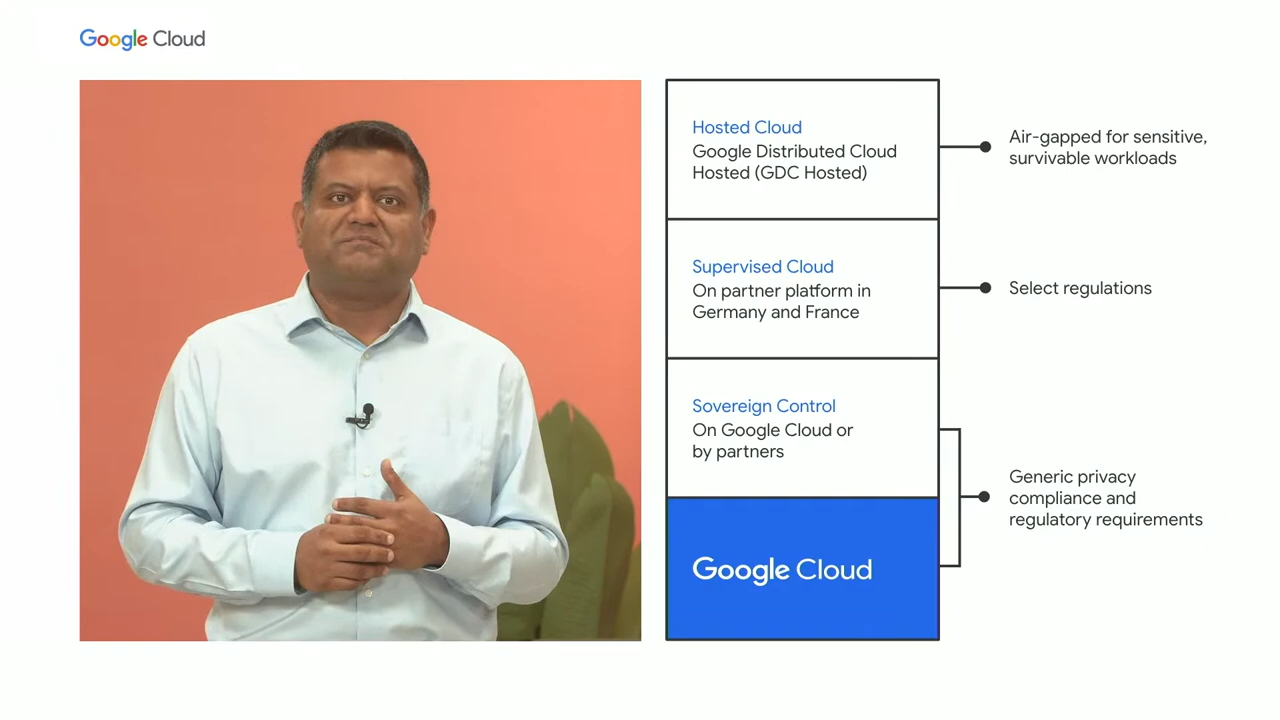 Google Cloud
Hosted Cloud
Google Distributed Cloud
Hosted (GDC Hosted)
Air-gapped for sensitive,
survivable workloads
Supervised Cloud
On partner platform in
Germany and France
Select regulations
Sovereign Control
On Google Cloud or
by partners
Generic privacy
compliance and
regulatory requirements
Google Cloud